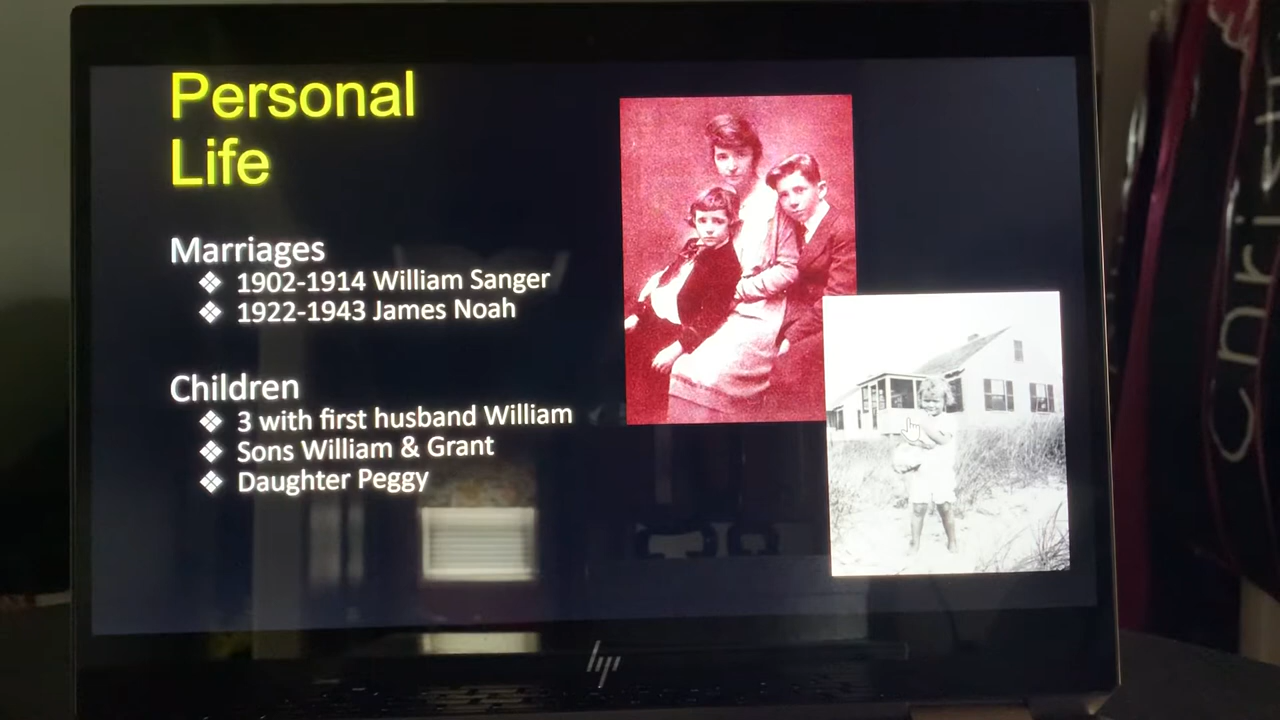 Personal
Life
Marriages
❖ 1902-1914 William Sanger
❖ 1922-1943 James Noah
Children
❖ 3 with first husband William
❖ Sons William & Grant
❖ Daughter Peggy
hp